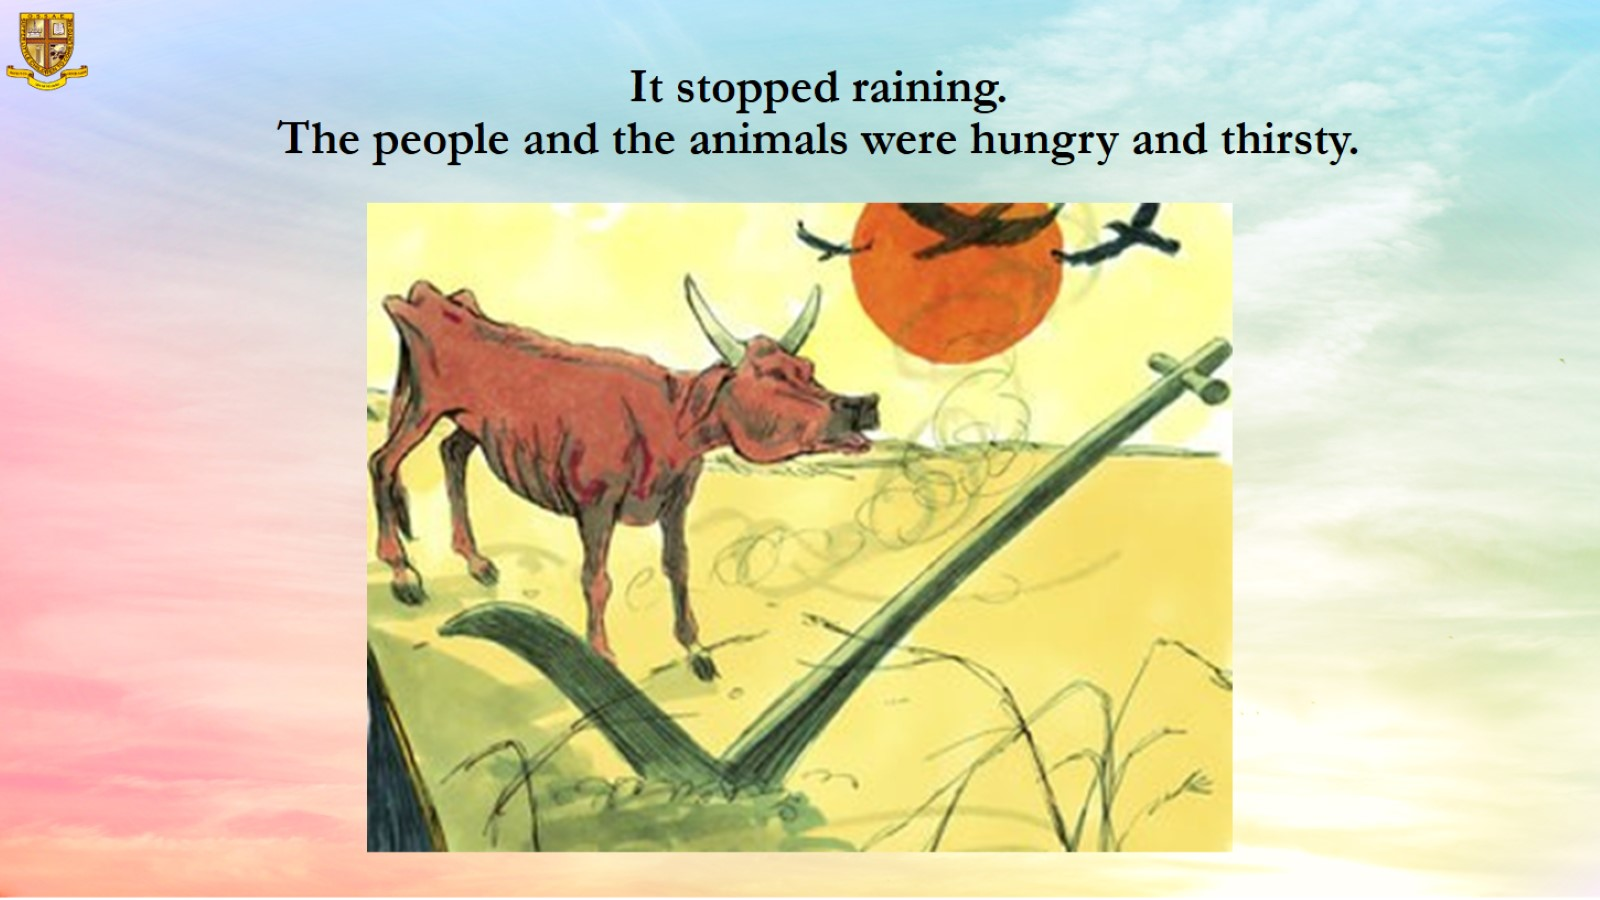 It stopped raining.
The people and the animals were hungry and thirsty.